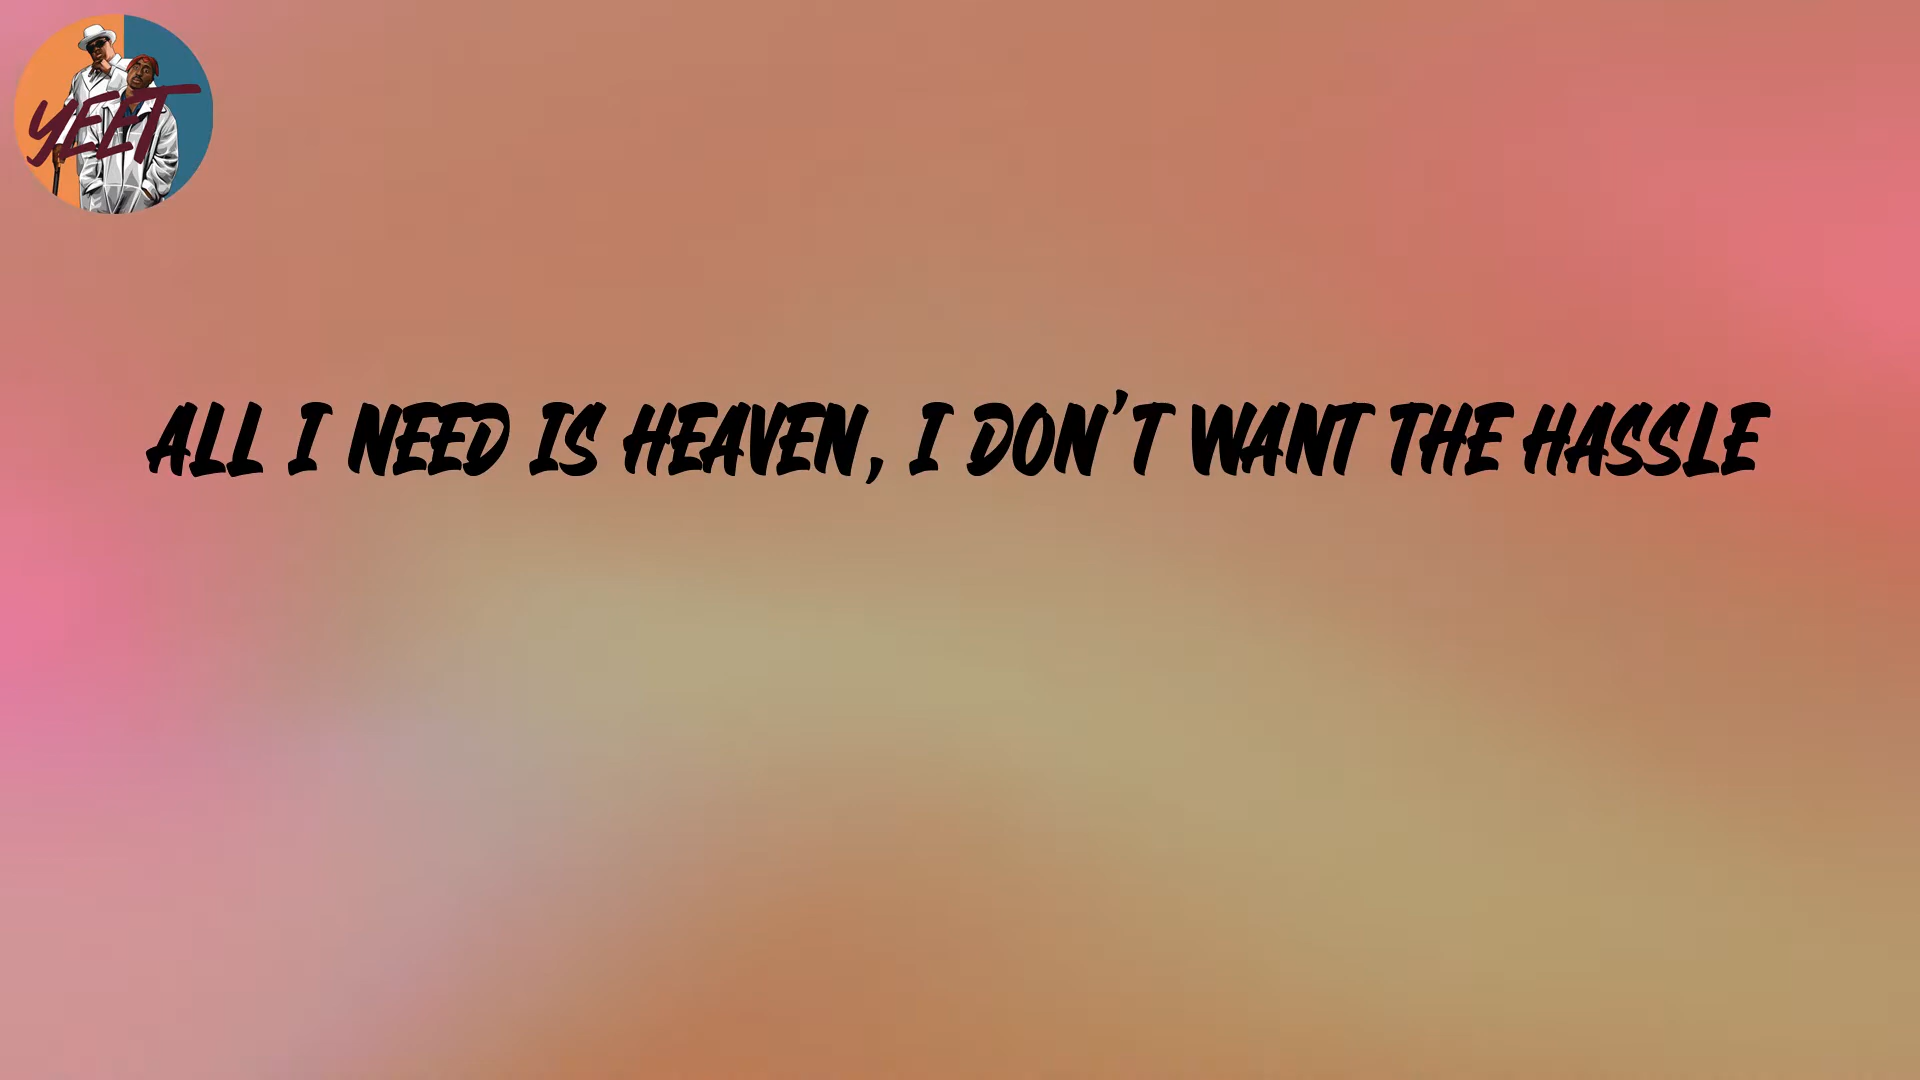 YEET
ALL I NEED IS HEAVEN, I DON'T WANT THE HASSLE